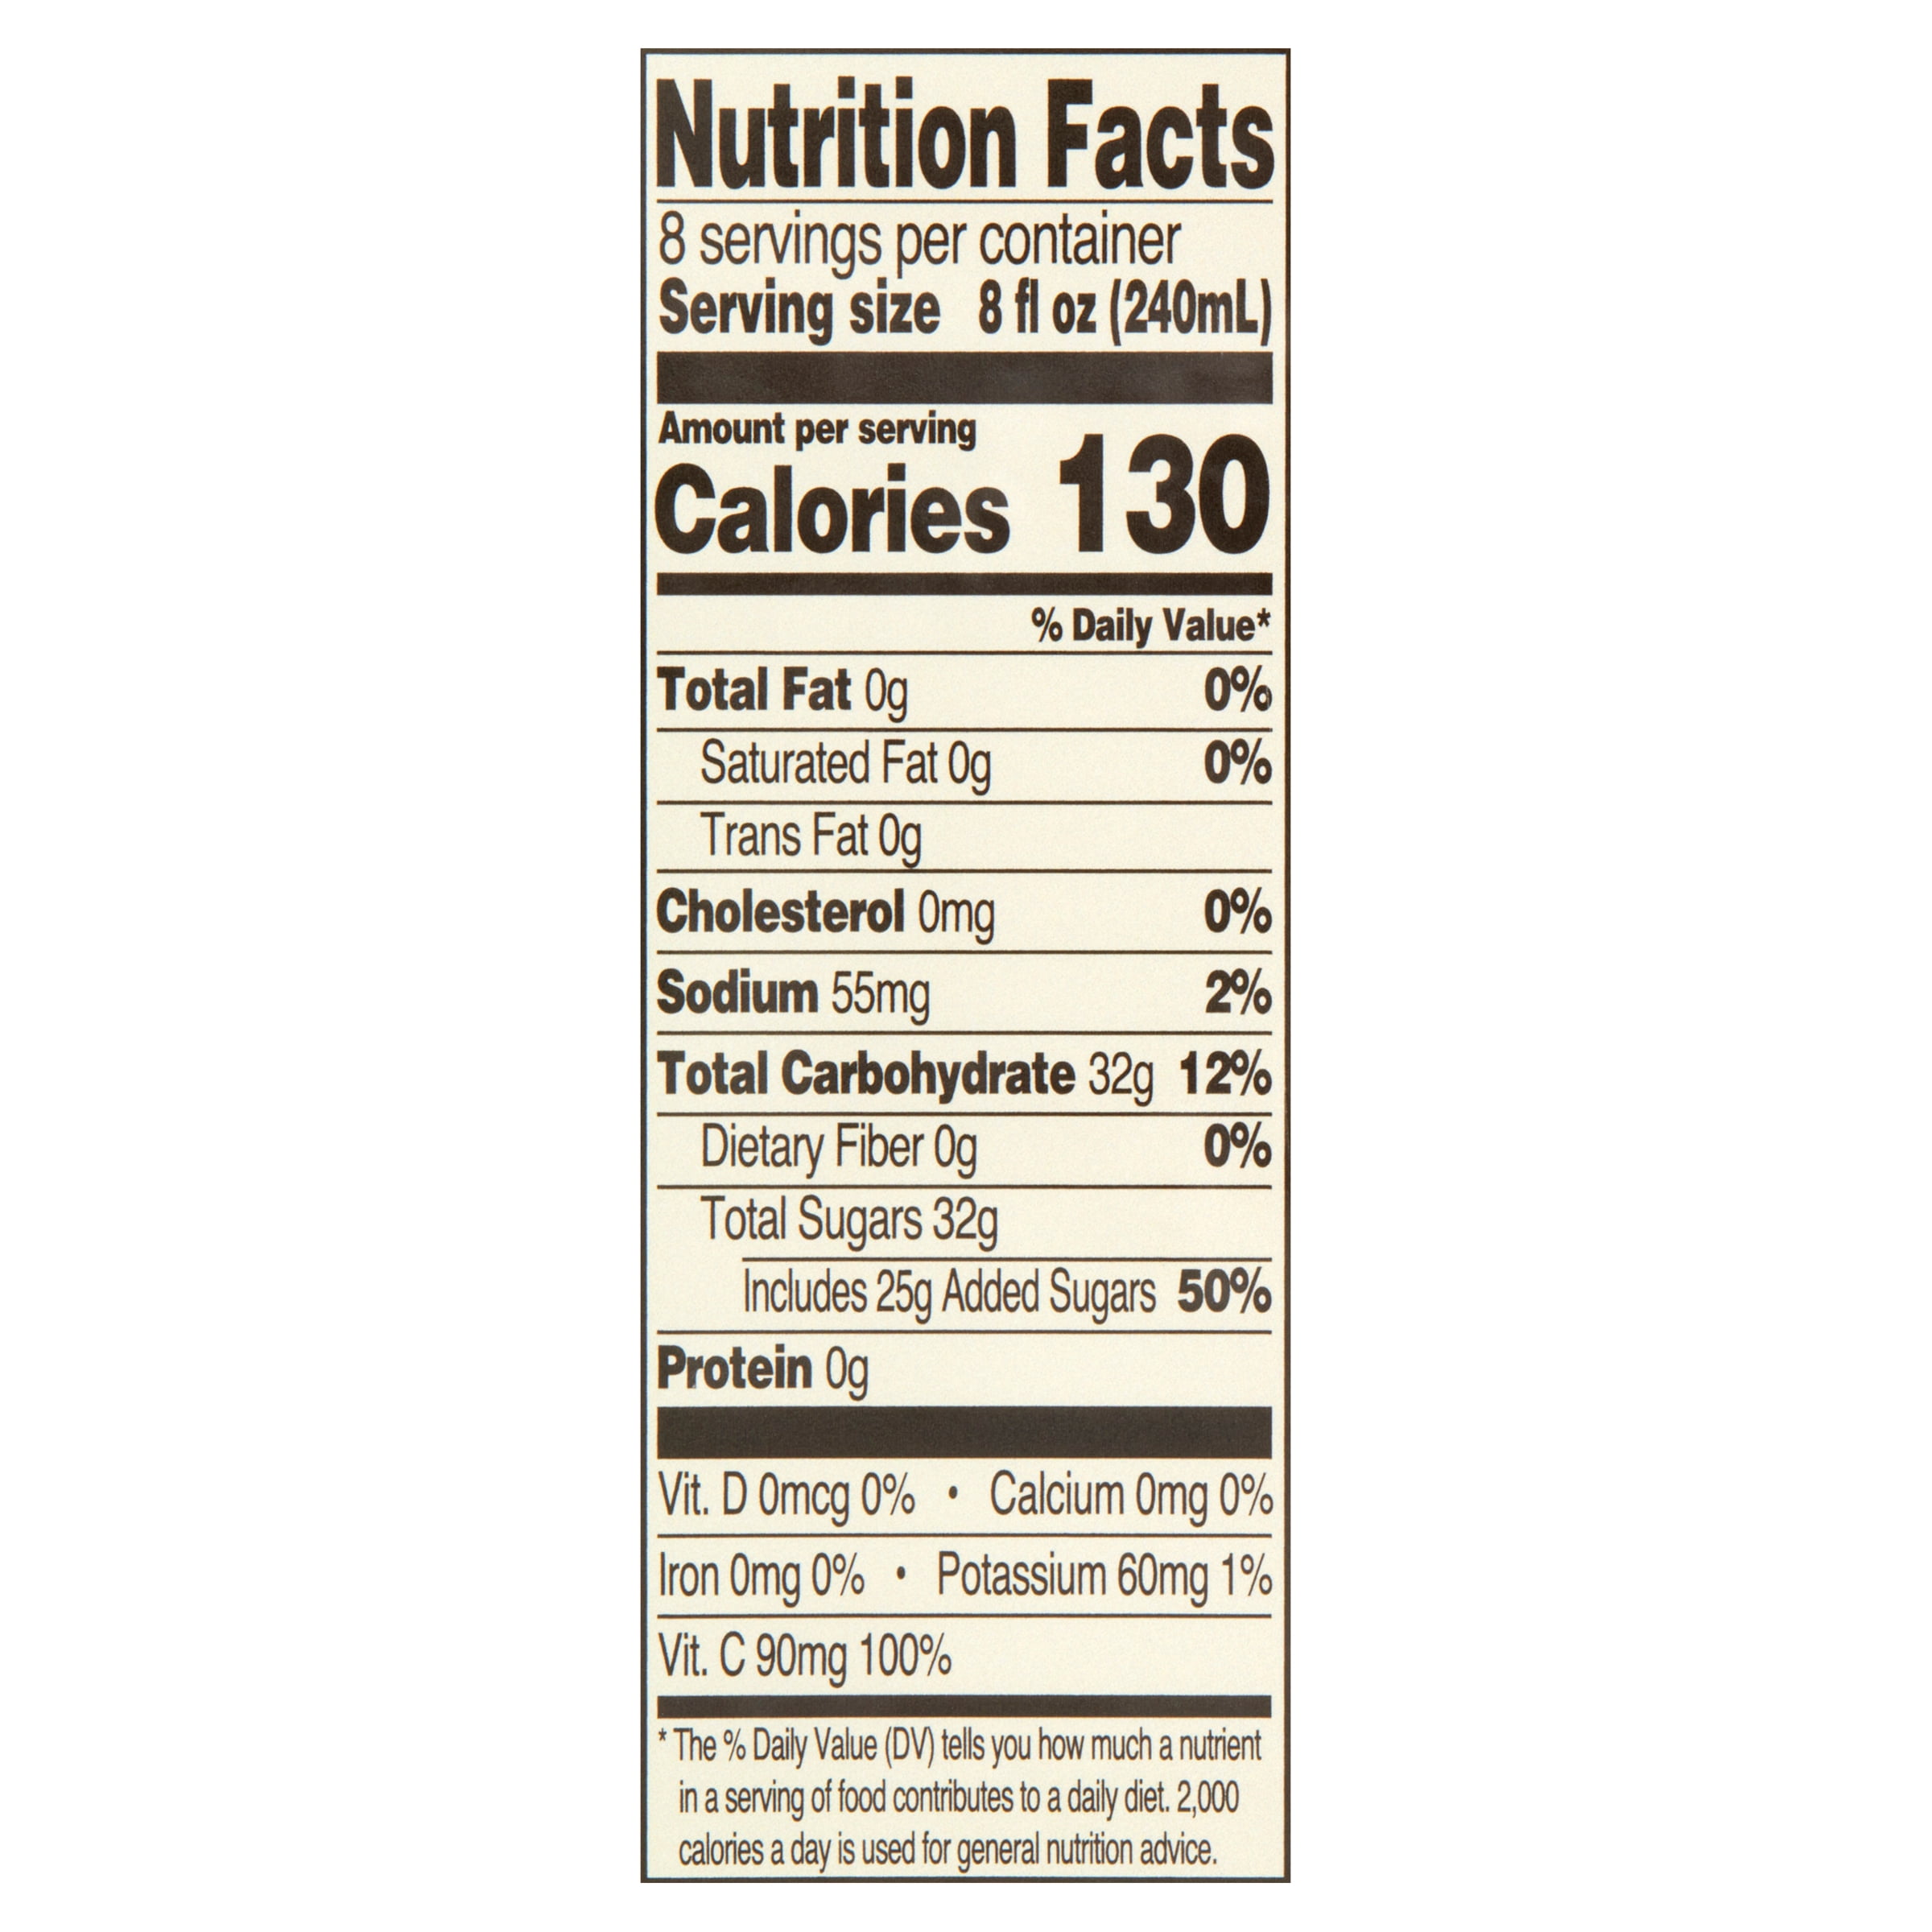 Nutrition Facts
8 servings per container
Serving size 8 fl oz (240mL)
Amount per serving
Calories 130
% Daily Value*
Total Fat 0g 0%
Saturated Fat 0g 0%
Trans Fat 0g
Cholesterol 0mg 0%
Sodium 55mg 2%
Total Carbohydrate 32g 12%
Dietary Fiber 0g 0%
Total Sugars 32g
Includes 25g Added Sugars 50%
Protein 0g
Vit. D 0mcg 0% • Calcium 0mg 0%
Iron 0mg 0% • Potassium 60mg 1%
Vit. C 90mg 100%
* The % Daily Value (DV) tells you how much a nutrient
in a serving of food contributes to a daily diet. 2,000
calories a day is used for general nutrition advice.